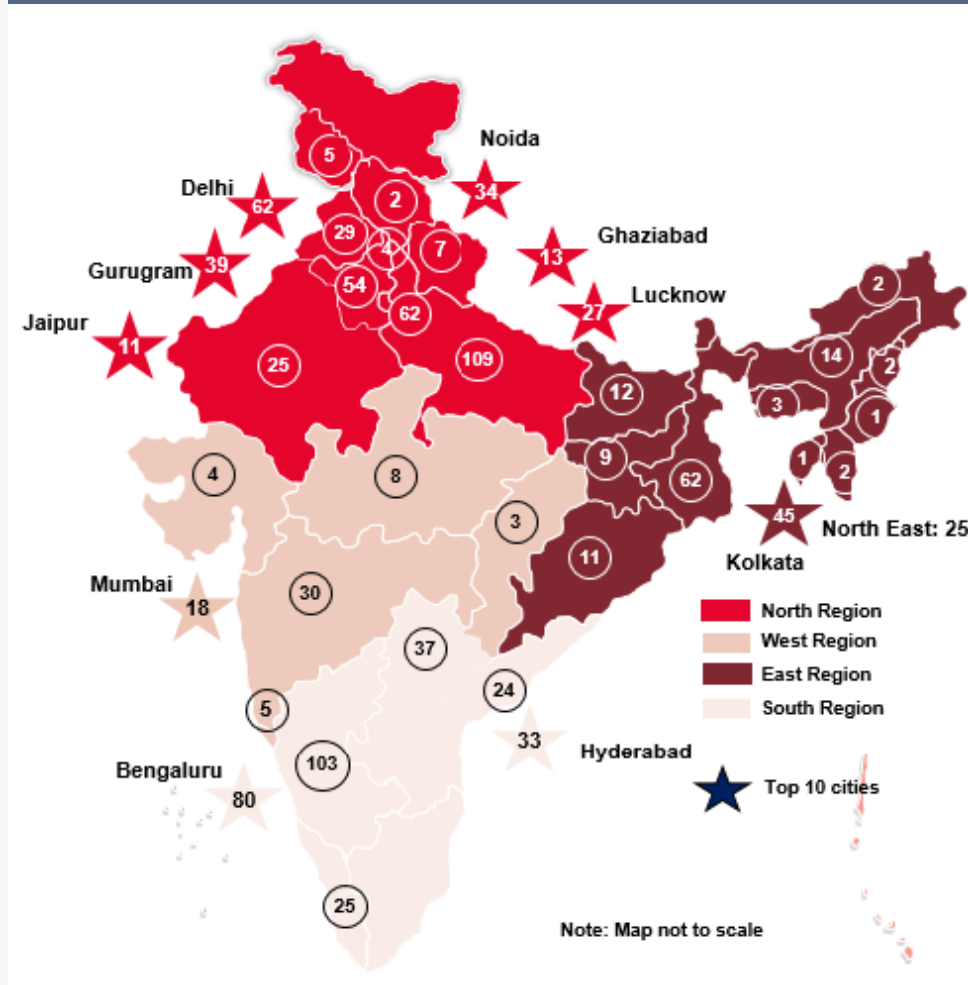 Noida
5
34
Delhi
62
2
29
4
7
Ghaziabad
13
Gurugram
39
54
Lucknow
27
62
Jaipur
11
25
109
2
14
2
12
3
1
9
1
2
62
4
8
45
North East: 25
3
11
Kolkata
Mumbai
18
30
North Region
West Region
37
East Region
24
South Region
5
33
Hyderabad
103
Bengaluru
80
Top 10 cities
25
Note: Map not to scale